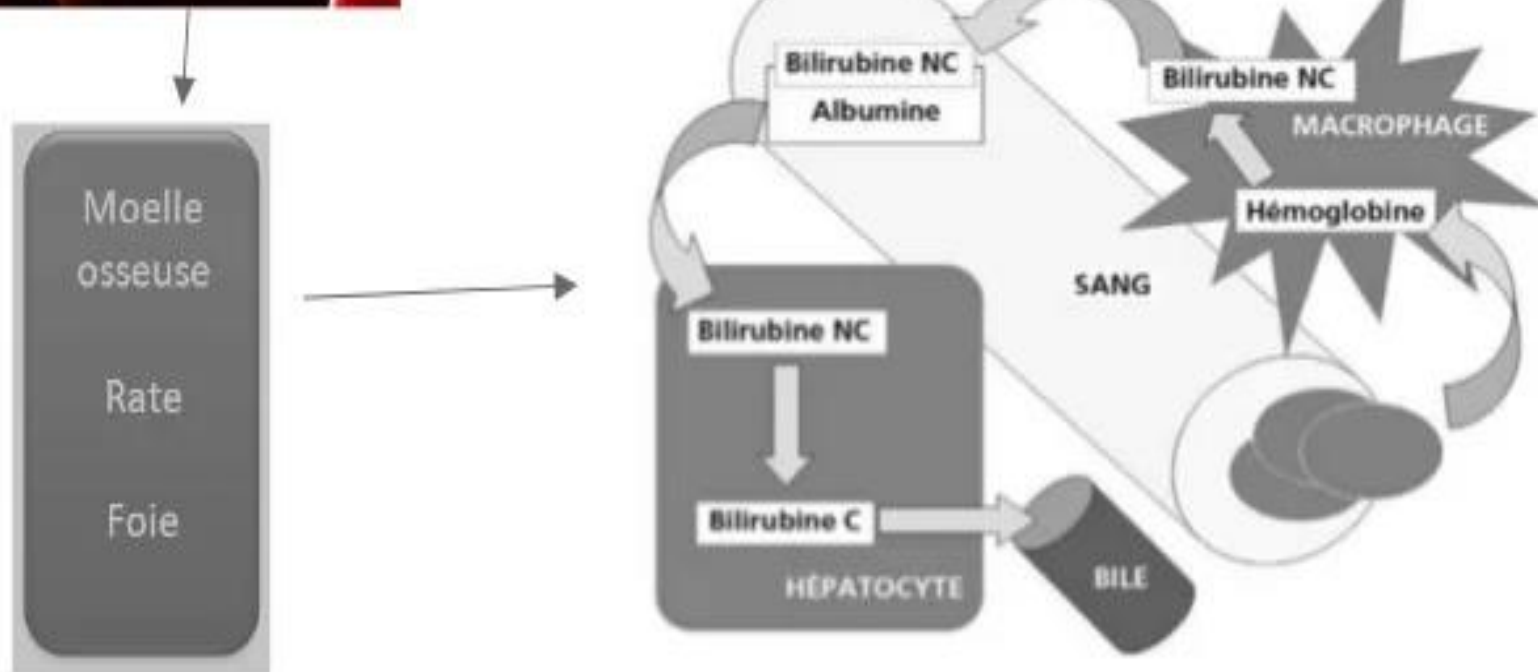 Moelle
osseuse
Rate
Foie
Bilirubine NC
Albumine
Bilirubine NC
MACROPHAGE
Hémoglobine
SANG
Bilirubine NC
Bilirubine C
HÉPATOCYTE
BILE